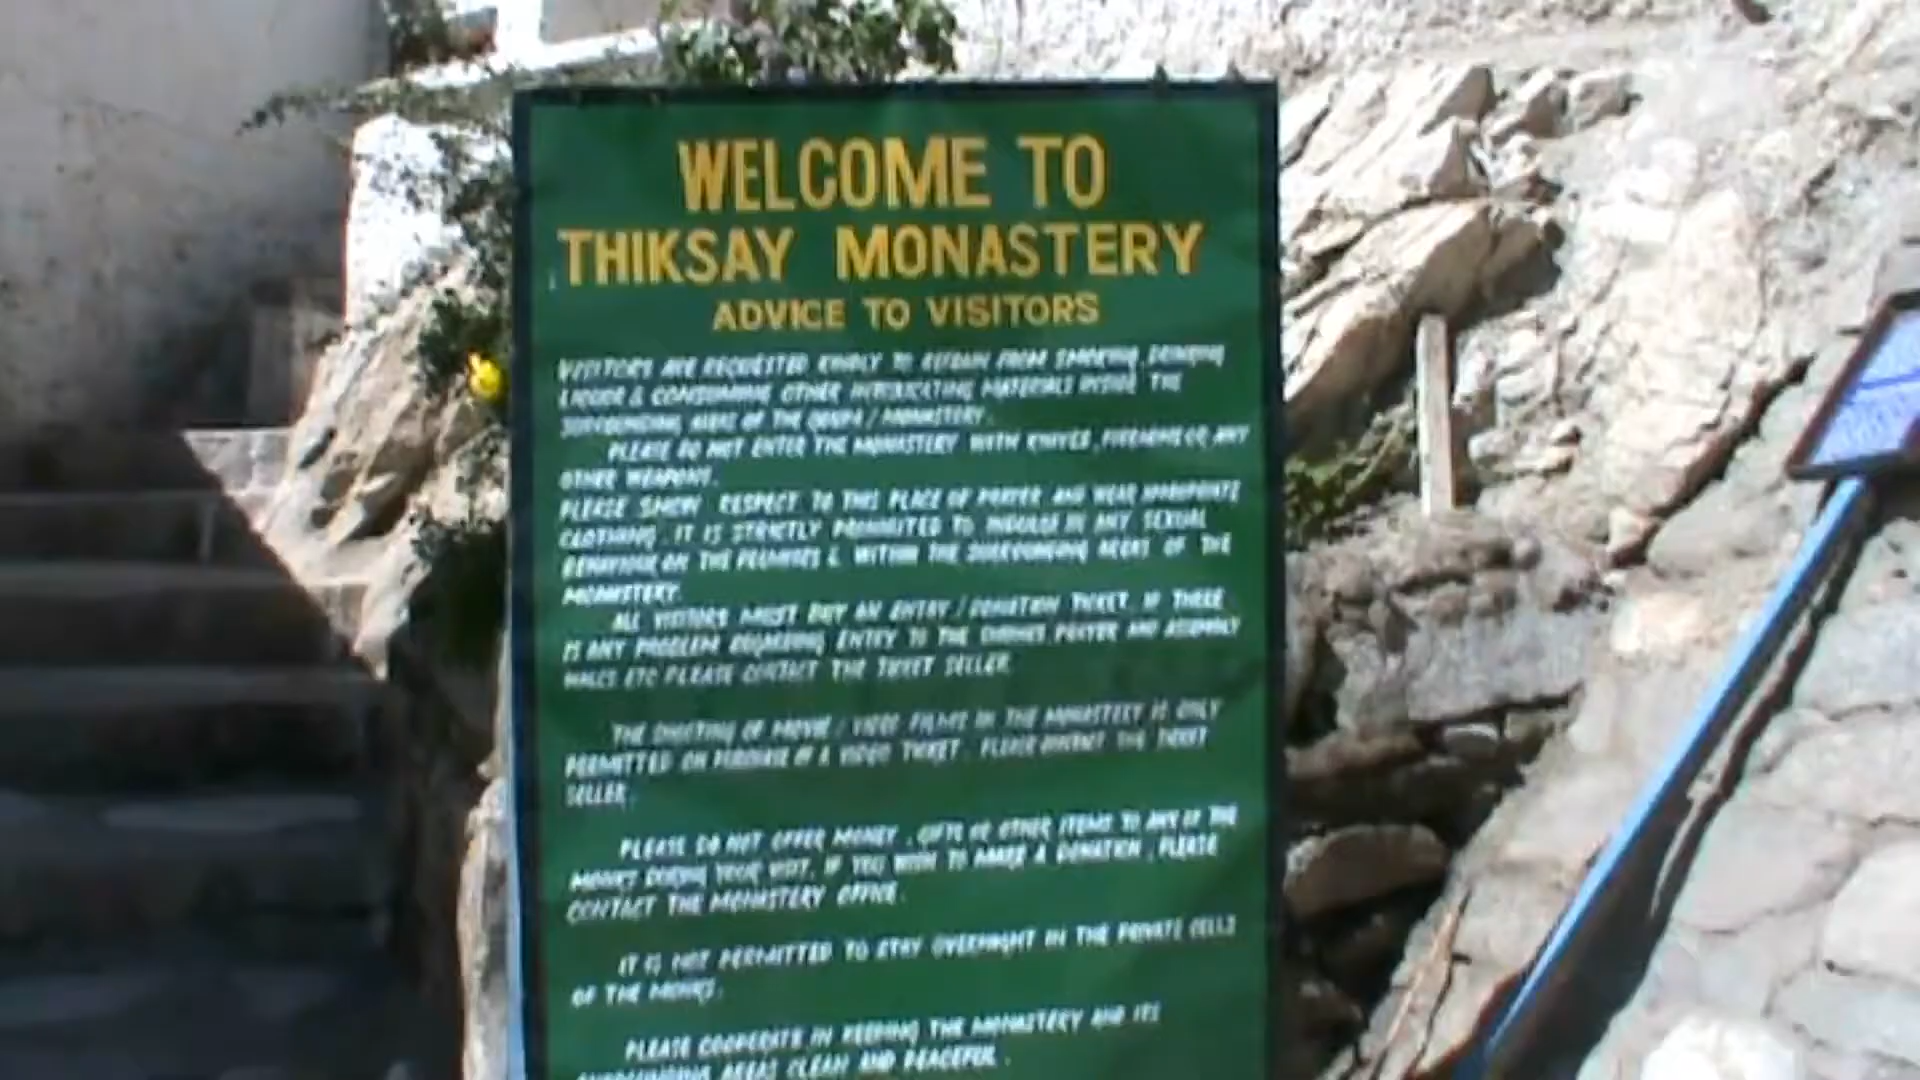 WELCOME TO
THIKSAY MONASTERY
ADVICE TO VISITORS
VISITORS ARE REQUESTED KINDLY TO REFRAIN FROM SMOKING, DRINKING
LIQUOR & CONSUMING OTHER INTOXICATING MATERIALS INSIDE THE
SURROUNDING AREAS OF THE / MONASTERY.
PLEASE DO NOT ENTER THE MONASTERY WITH KNIVES, FIREARMS OR ANY
OTHER WEAPONS.
PLEASE SHOW RESPECT TO THIS PLACE OF PRAYER AND WEAR
CLOTHING. IT IS STRICTLY PROHIBITED TO INDULGE IN ANY SEXUAL
BEHAVIOUR ON THE PREMISES & WITHIN THE SURROUNDING AREAS OF THE
MONASTERY.
ALL VISITORS MUST BUY AN ENTRY / DONATION TICKET. IF THERE
IS ANY PROBLEM REGARDING ENTRY TO THE SHRINES, PRAYER AND ASSEMBLY
HALLS ETC PLEASE CONTACT THE TICKET SELLER.
THE SHOOTING OF MOVIE / VIDEO FILMS IN THE MONASTERY IS ONLY
PERMITTED ON PURCHASE OF A VIDEO TICKET. PLEASE CONTACT THE TICKET
SELLER.
PLEASE DO NOT OFFER MONEY, GIFTS OR OTHER ITEMS TO ANY OF THE
MONKS DURING YOUR VISIT. IF YOU WISH TO MAKE A DONATION, PLEASE
CONTACT THE MONASTERY OFFICE.
IT IS NOT PERMITTED TO STAY OVERNIGHT IN THE PRIVATE CELLS
OF THE MONKS.
PLEASE COOPERATE IN KEEPING THE MONASTERY AND ITS
SURROUNDING AREAS CLEAN AND PEACEFUL.